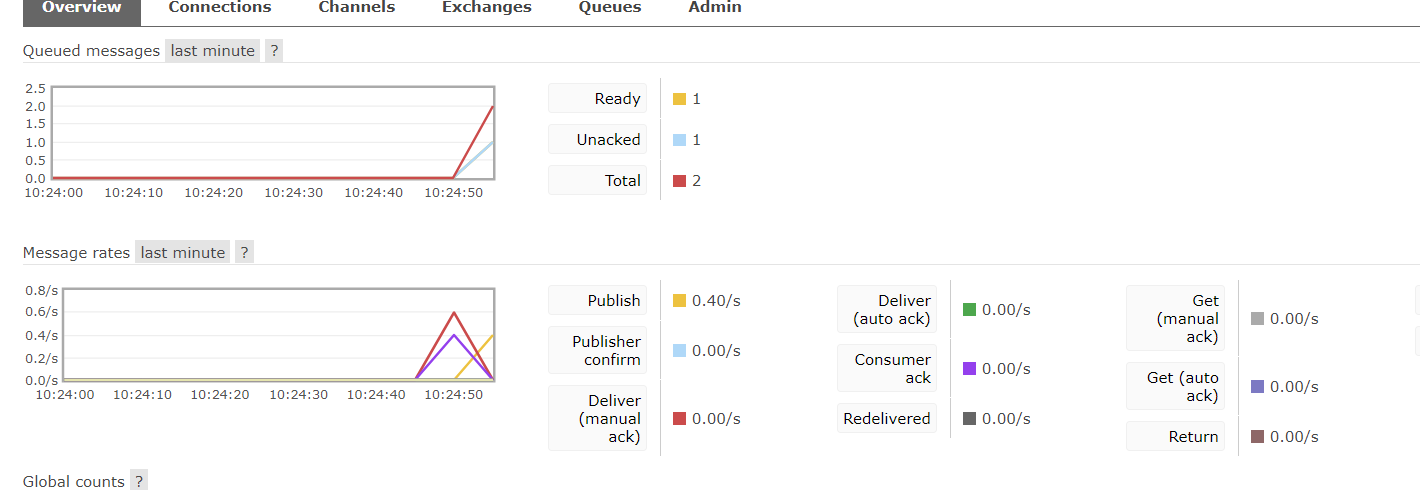 Overview Connections Channels Exchanges Queues Admin
Queued messages last minute ?
2.5
2.0
1.5
1.0
0.5
0.0
10:24:00 10:24:10 10:24:20 10:24:30 10:24:40 10:24:50
Ready 1
Unacked 1
Total 2
Message rates last minute ?
0.8/s
0.6/s
0.4/s
0.2/s
0.0/s
10:24:00 10:24:10 10:24:20 10:24:30 10:24:40 10:24:50
Publish 0.40/s
Publisher
confirm 0.00/s
Deliver
(manual
ack) 0.00/s
Deliver
(auto ack) 0.00/s
Consumer
ack 0.00/s
Redelivered 0.00/s
Get
(manual
ack) 0.00/s
Get (auto
ack) 0.00/s
Return 0.00/s
Global counts ?